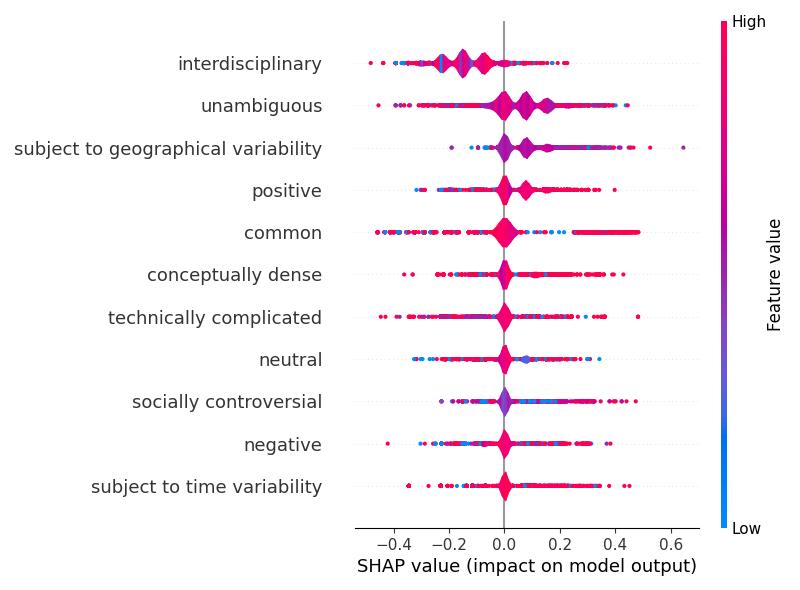 High
interdisciplinary
unambiguous
subject to geographical variability
positive
common
conceptually dense
technically complicated
neutral
socially controversial
negative
subject to time variability
Feature value
Low
−0.4 −0.2 0.0 0.2 0.4 0.6
SHAP value (impact on model output)